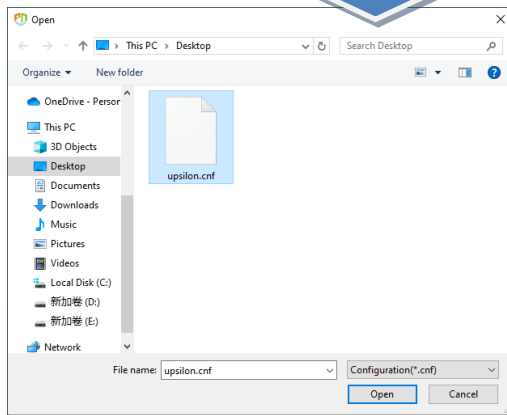 Open
This PC > Desktop
Search Desktop
Organize
New folder
OneDrive - Person
This PC
3D Objects
Desktop
Documents
Downloads
Music
Pictures
Videos
Local Disk (C:)
新加卷 (D:)
新加卷 (E:)
Network
upsilon.cnf
File name: upsilon.cnf
Configuration(*.cnf)
Open
Cancel